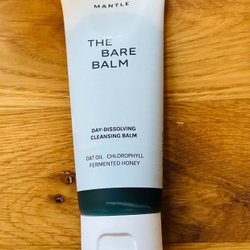 MANTLE
THE
BARE
BALM
DAY-DISSOLVING
CLEANSING BALM
OAT OIL CHLOROPHYLL
FERMENTED HONEY